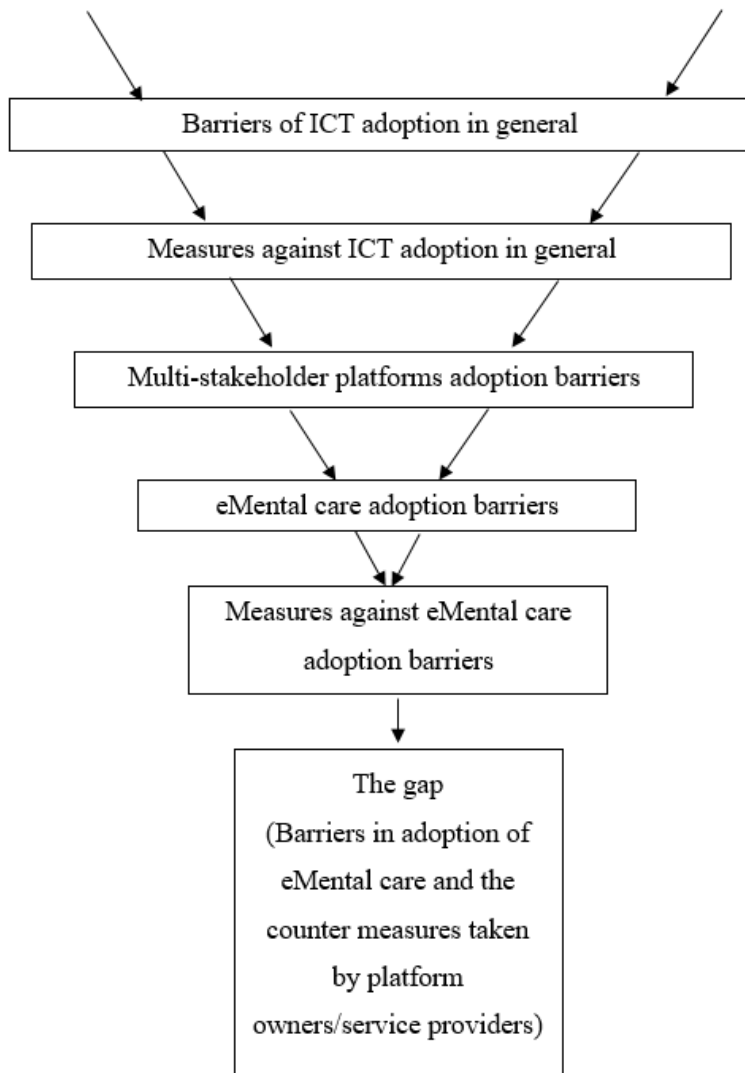 Barriers of ICT adoption in general
Measures against ICT adoption in general
Multi-stakeholder platforms adoption barriers
eMental care adoption barriers
Measures against eMental care
adoption barriers
The gap
(Barriers in adoption of
eMental care and the
counter measures taken
by platform
owners/service providers)